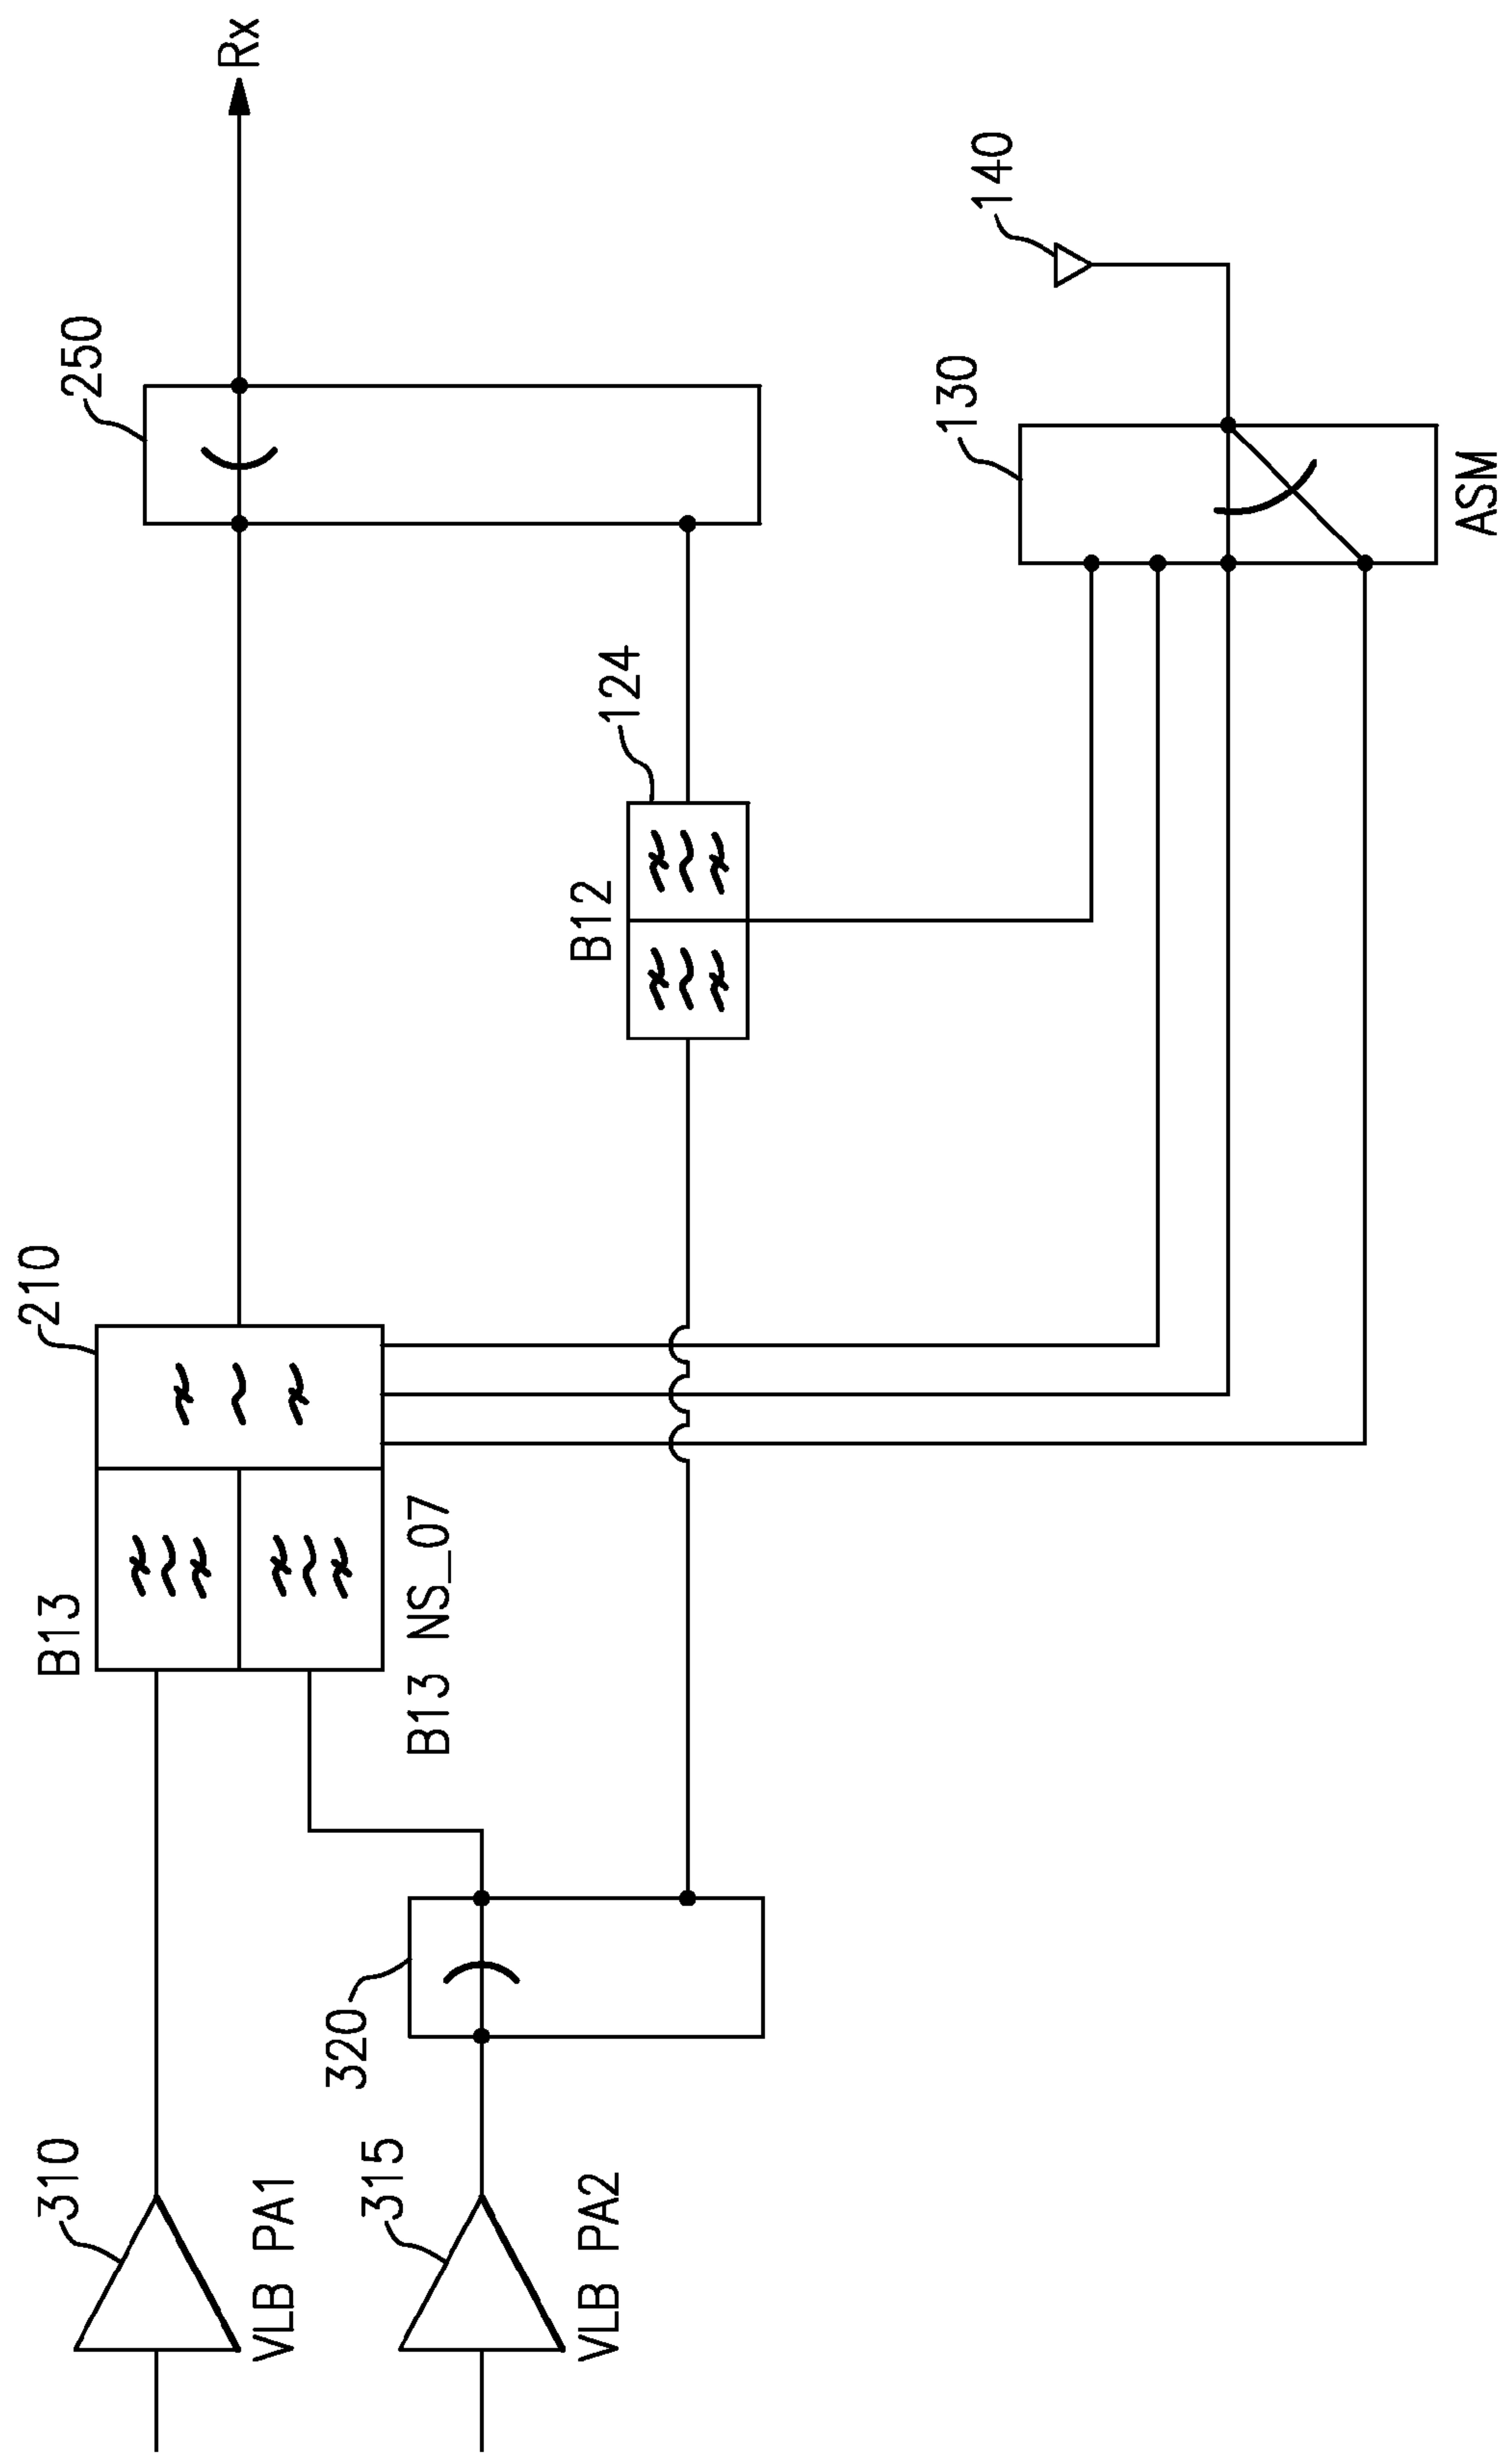 310
VLB PA1
315
VLB PA2
320
B13
210
B13 NS_07
B12
124
250
Rx
130
ASM
140